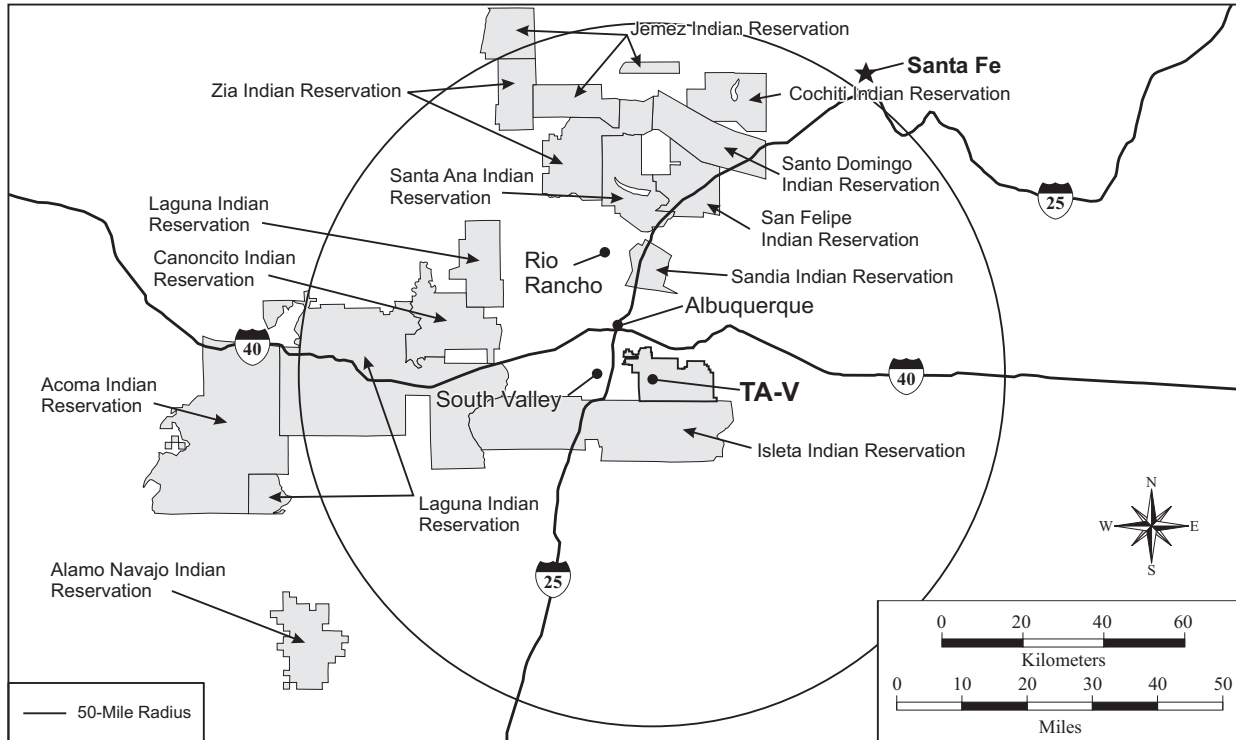 Jemez Indian Reservation
Santa Fe
Zia Indian Reservation
Cochiti Indian Reservation
Santa Ana Indian
Reservation
Santo Domingo
Indian Reservation
25
Laguna Indian
Reservation
San Felipe
Indian Reservation
Canoncito Indian
Reservation
Rio
Rancho
Sandia Indian Reservation
Albuquerque
40
40
Acoma Indian
Reservation
South Valley
TA-V
Isleta Indian Reservation
Laguna Indian
Reservation
N
W
E
S
Alamo Navajo Indian
Reservation
25
0 20 40 60
Kilometers
0 10 20 30 40 50
Miles
50-Mile Radius